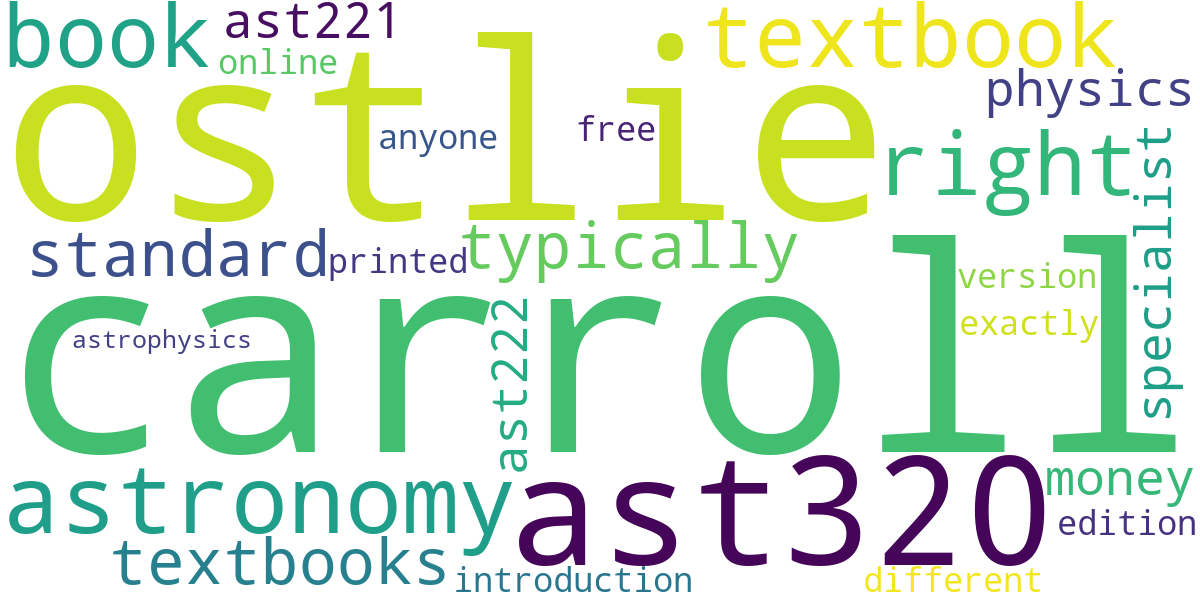 book
ast221
textbook
online
ostlie
physics
anyone
free
right
specialist
standard
printed
typically
version
carroll
exactly
astrophysics
ast222
astronomy
ast320
money
edition
textbooks
introduction
different